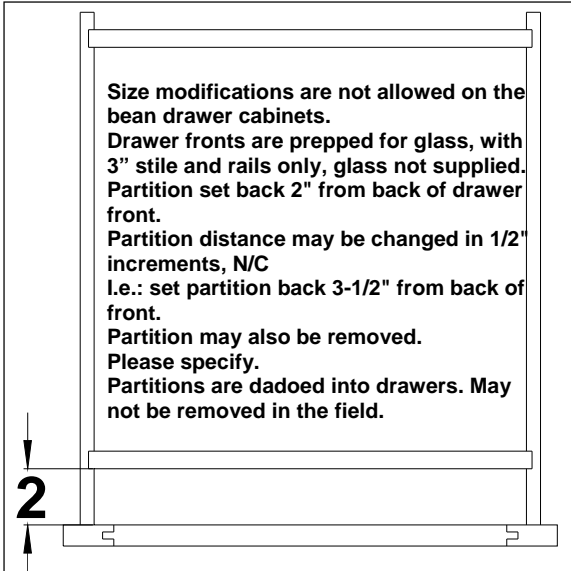 Size modifications are not allowed on the
bean drawer cabinets.
Drawer fronts are prepped for glass, with
3” stile and rails only, glass not supplied.
Partition set back 2" from back of drawer
front.
Partition distance may be changed in 1/2"
increments, N/C
I.e.: set partition back 3-1/2" from back of
front.
Partition may also be removed.
Please specify.
Partitions are dadoed into drawers. May
not be removed in the field.
2